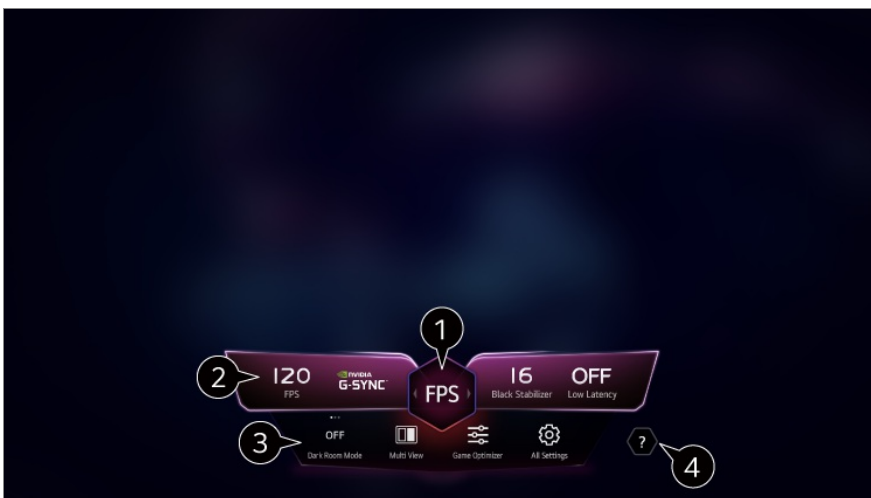 1
2
120
FPS
NVIDIA
G-SYNC
FPS
16
Black Stabilizer
OFF
Low Latency
3
OFF
Dark Room Mode
Multi View
Game Optimizer
All Settings
?
4